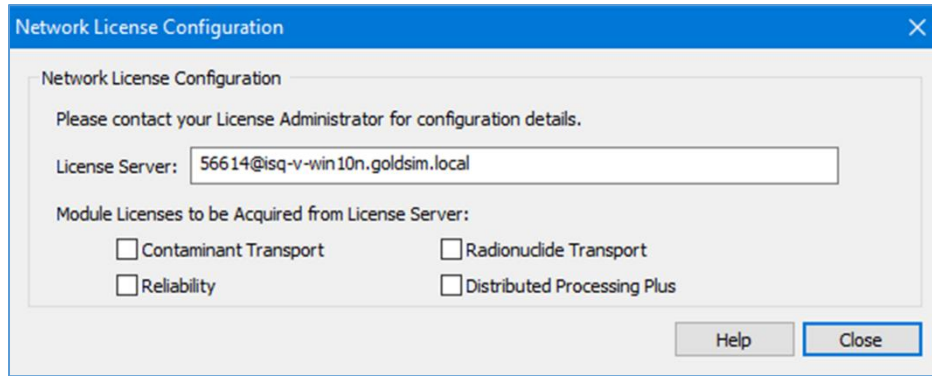 Network License Configuration
Network License Configuration
Please contact your License Administrator for configuration details.
License Server: 56614@isq-v-win10n.goldsim.local
Module Licenses to be Acquired from License Server:
Contaminant Transport Radionuclide Transport
Reliability Distributed Processing Plus
Help Close